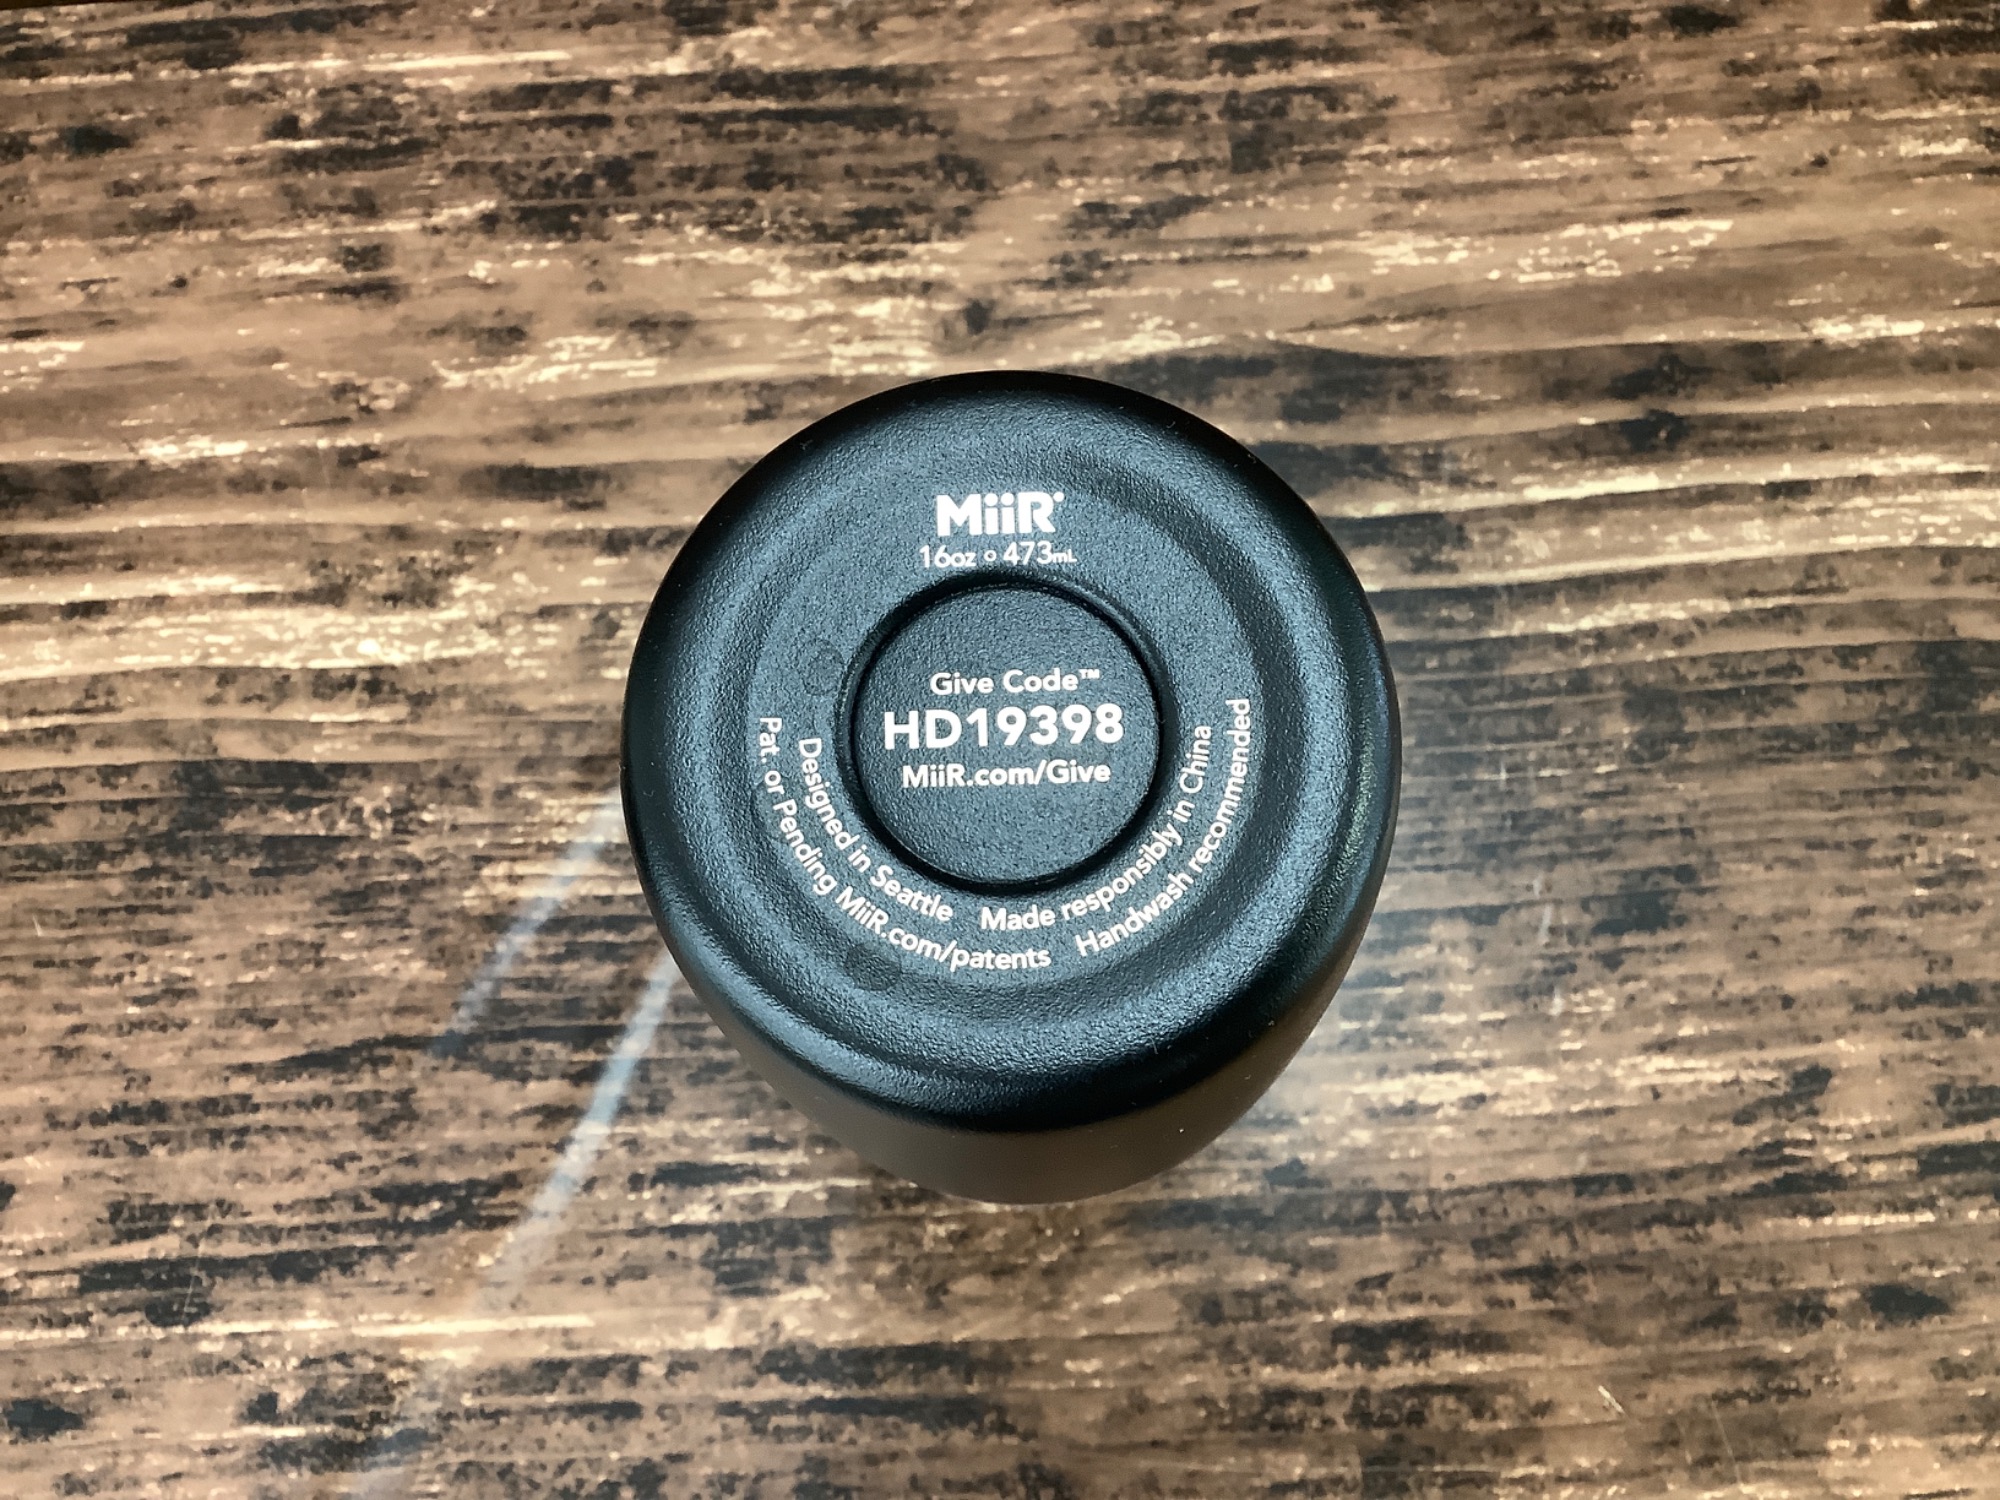 MiiR®
16oz o 473mL
Give Code™
HD19398
MiiR.com/Give
Designed in Seattle Made responsibly in China
Pat. or Pending MiiR.com/patents Handwash recommended